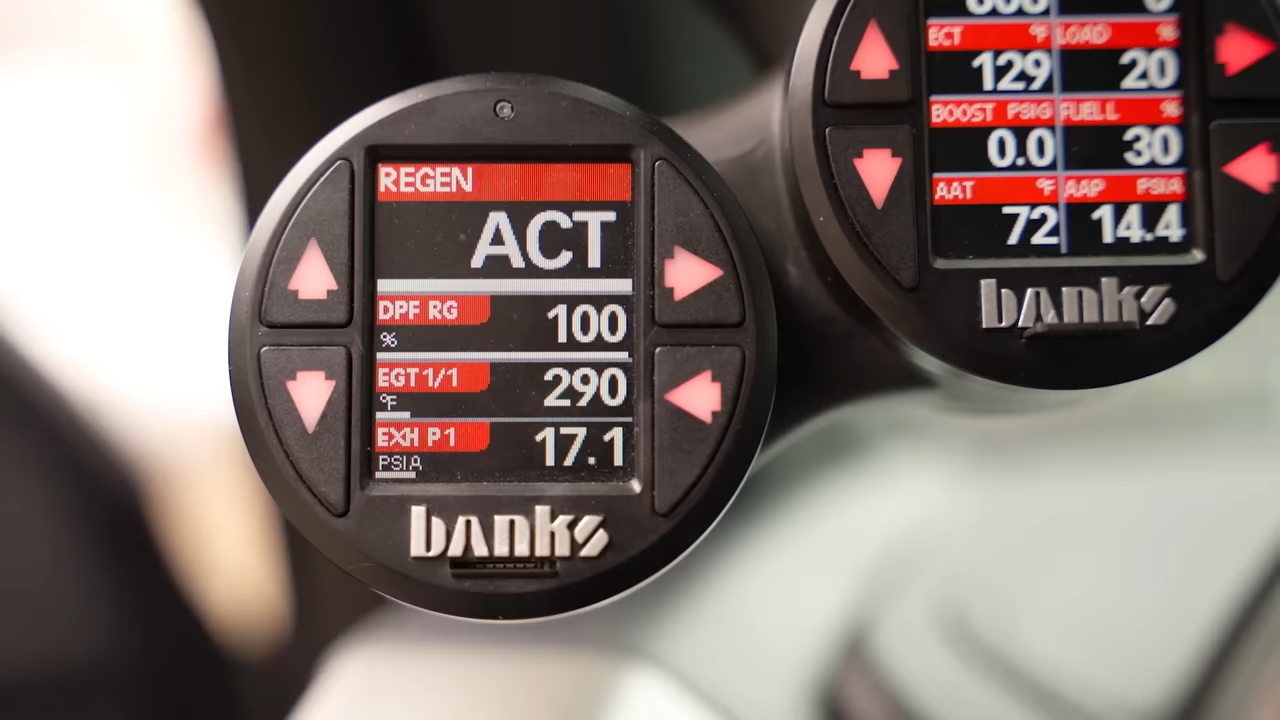 REGEN
ACT
DPF RG
% 100
EGT 1/1
°F 290
EXH P1
PSIA 17.1
banks
ECT °F LOAD %
129 20
BOOST PSIG FUELL %
0.0 30
AAT °F AAP PSIA
72 14.4
banks